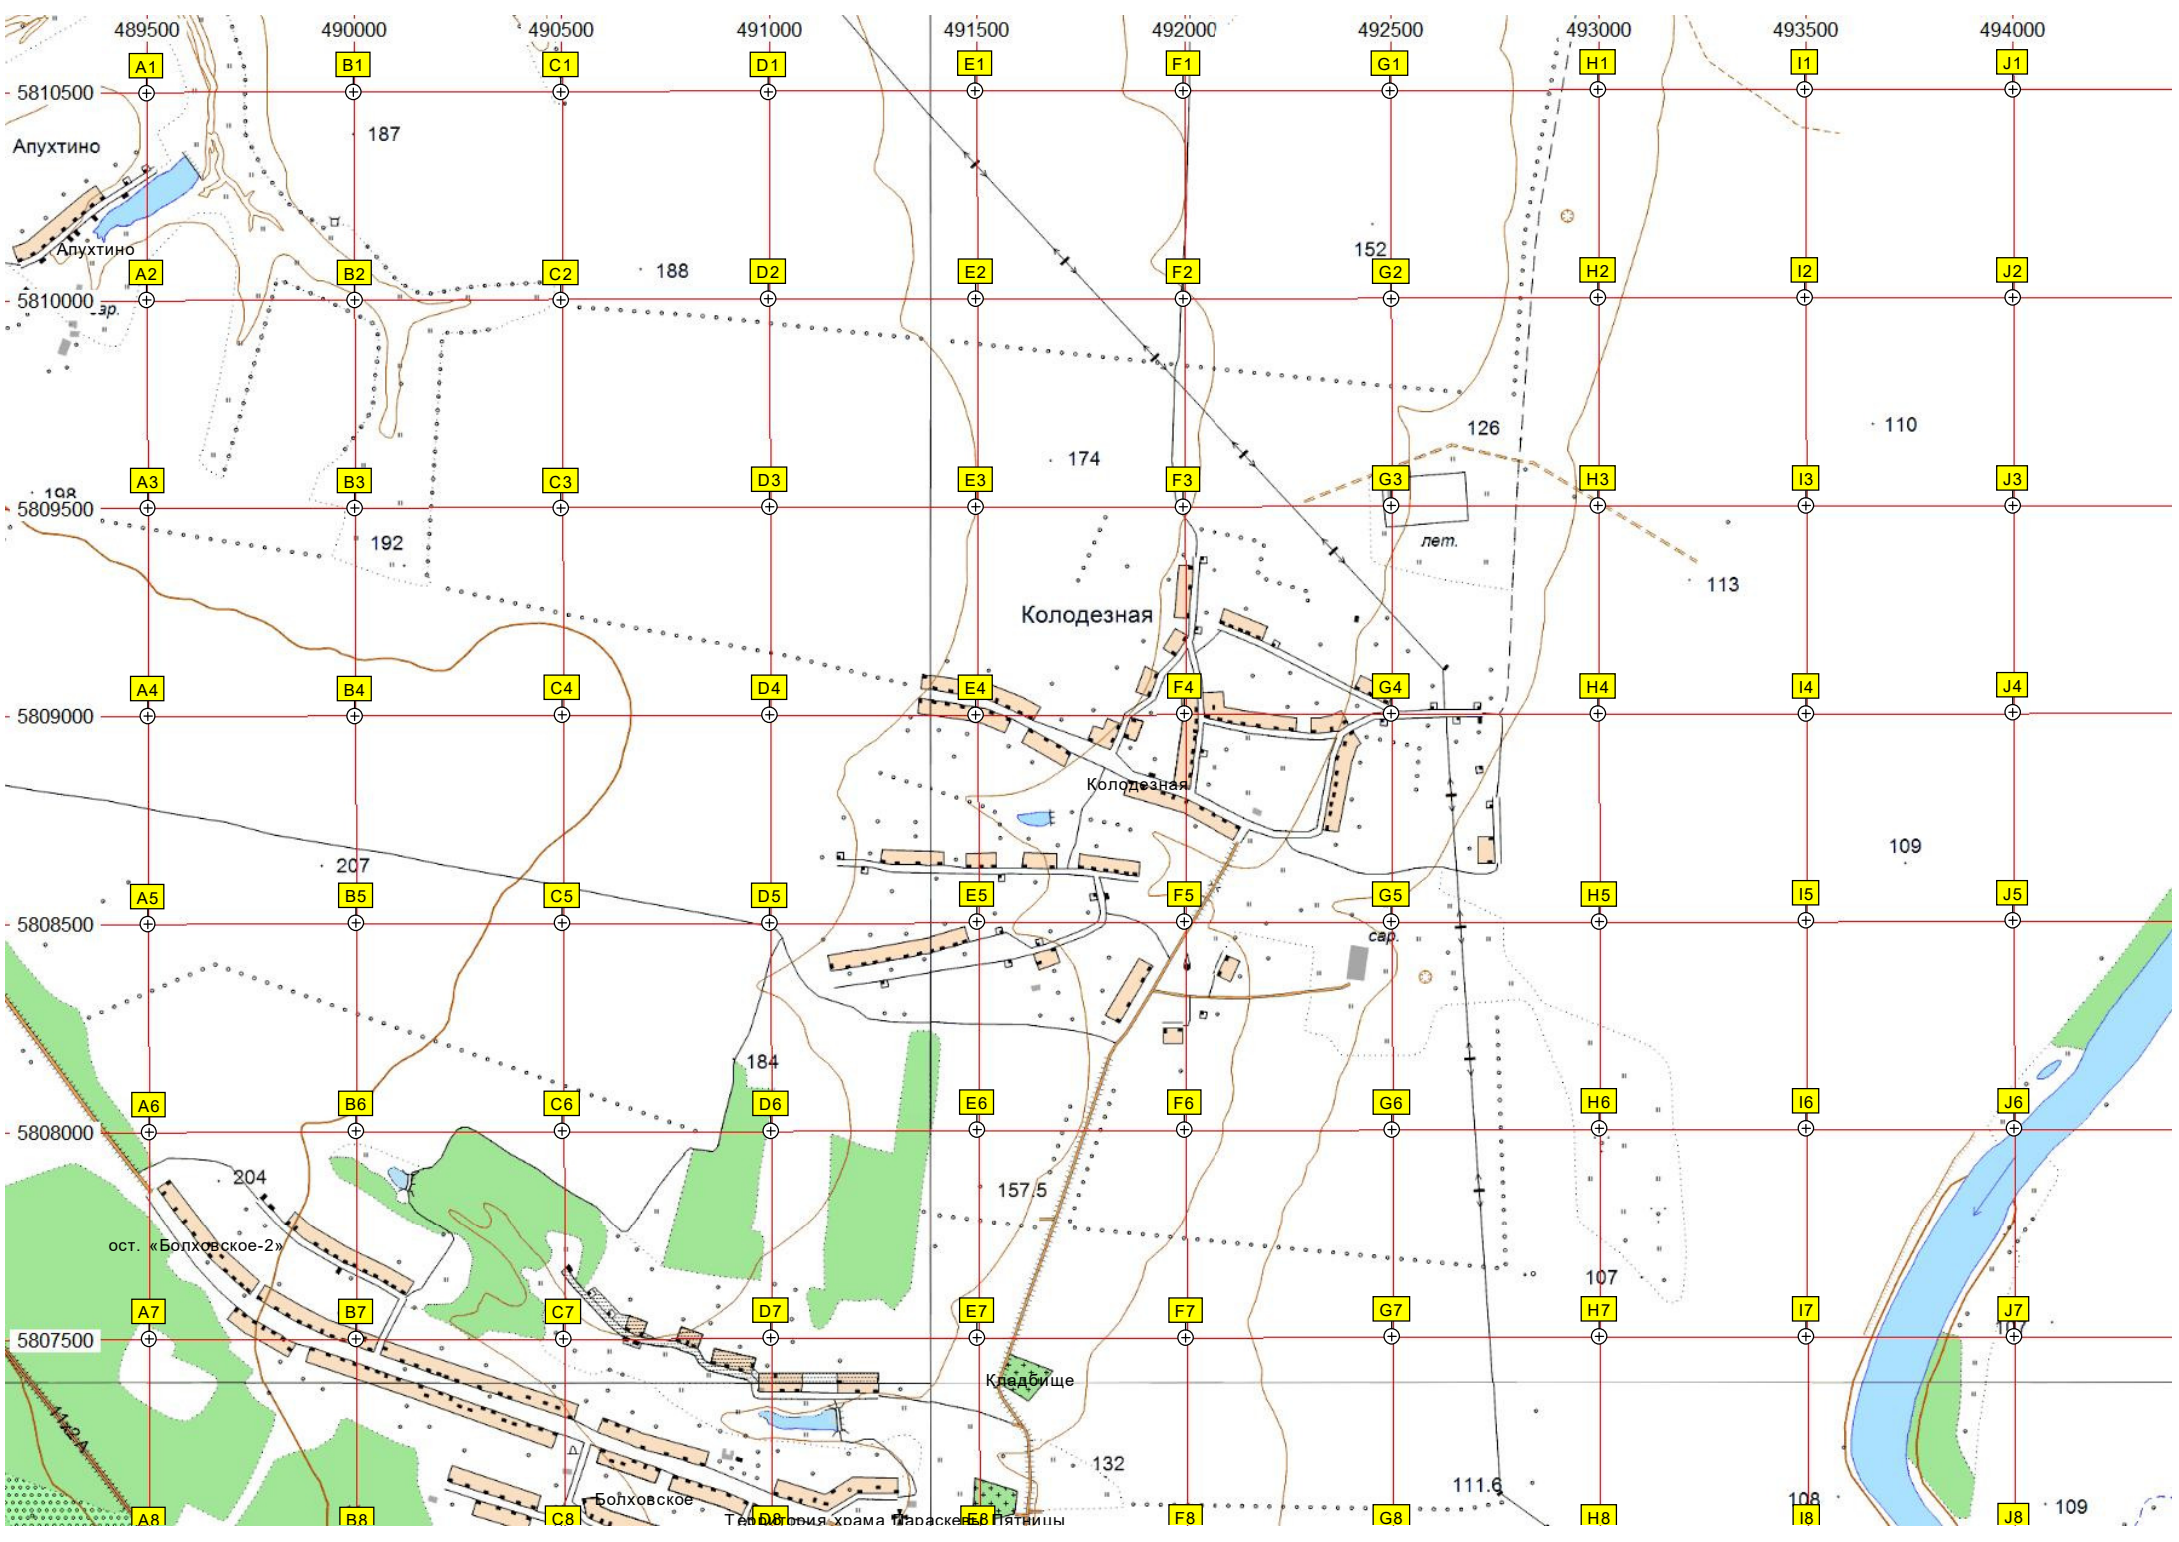 489500 490000 490500 491000 491500 492000 492500 493000 493500 494000
A1 B1 C1 D1 E1 F1 G1 H1 I1 J1
5810500
187
Апухтино
152
Апухтино
188
A2 B2 C2 D2 E2 F2 G2 H2 I2 J2
5810000
126
110
174
A3 B3 C3 D3 E3 F3 G3 H3 I3 J3
198
5809500
192
лет.
113
Колодезная
A4 B4 C4 D4 E4 F4 G4 H4 I4 J4
5809000
Колодезная
109
207
A5 B5 C5 D5 E5 F5 G5 H5 I5 J5
5808500
сар.
184
A6 B6 C6 D6 E6 F6 G6 H6 I6 J6
5808000
204
157.5
ост. «Болховское-2»
107
A7 B7 C7 D7 E7 F7 G7 H7 I7 J7
5807500
Кладбище
11х2 А
132
111.6
Болховское
108
109
A8 B8 C8 D8 E8 F8 G8 H8 I8 J8
Территория храма Параскевы Пятницы